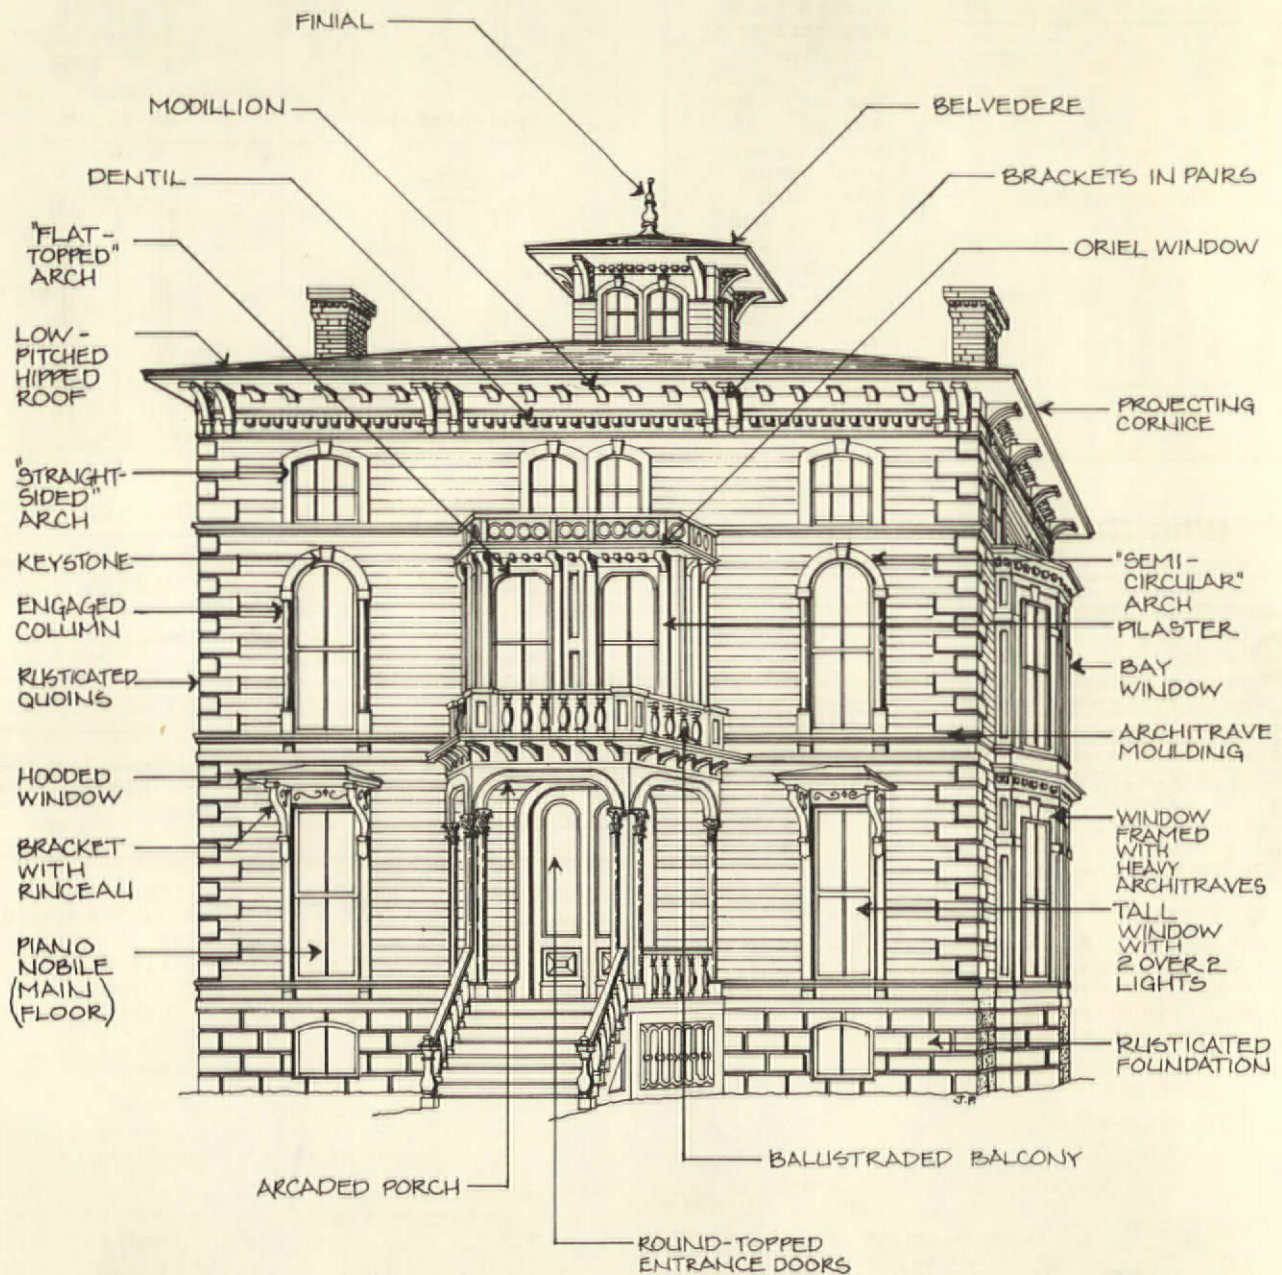 FINIAL
MODILLION
BELVEDERE
DENTIL
BRACKETS IN PAIRS
"FLAT-
TOPPED"
ARCH
ORIEL WINDOW
LOW-
PITCHED
HIPPED
ROOF
PROJECTING
CORNICE
"STRAIGHT-
SIDED"
ARCH
KEYSTONE
"SEMI-
CIRCULAR"
ARCH
ENGAGED
COLUMN
PILASTER
RUSTICATED
QUOINS
BAY
WINDOW
ARCHITRAVE
MOULDING
HOODED
WINDOW
BRACKET
WITH
RINCEAU
WINDOW
FRAMED
WITH
HEAVY
ARCHITRAVES
TALL
WINDOW
WITH
2 OVER 2
LIGHTS
PIANO
NOBILE
(MAIN
FLOOR)
RUSTICATED
FOUNDATION
J.P.
BALUSTRADED BALCONY
ARCADED PORCH
ROUND-TOPPED
ENTRANCE DOORS